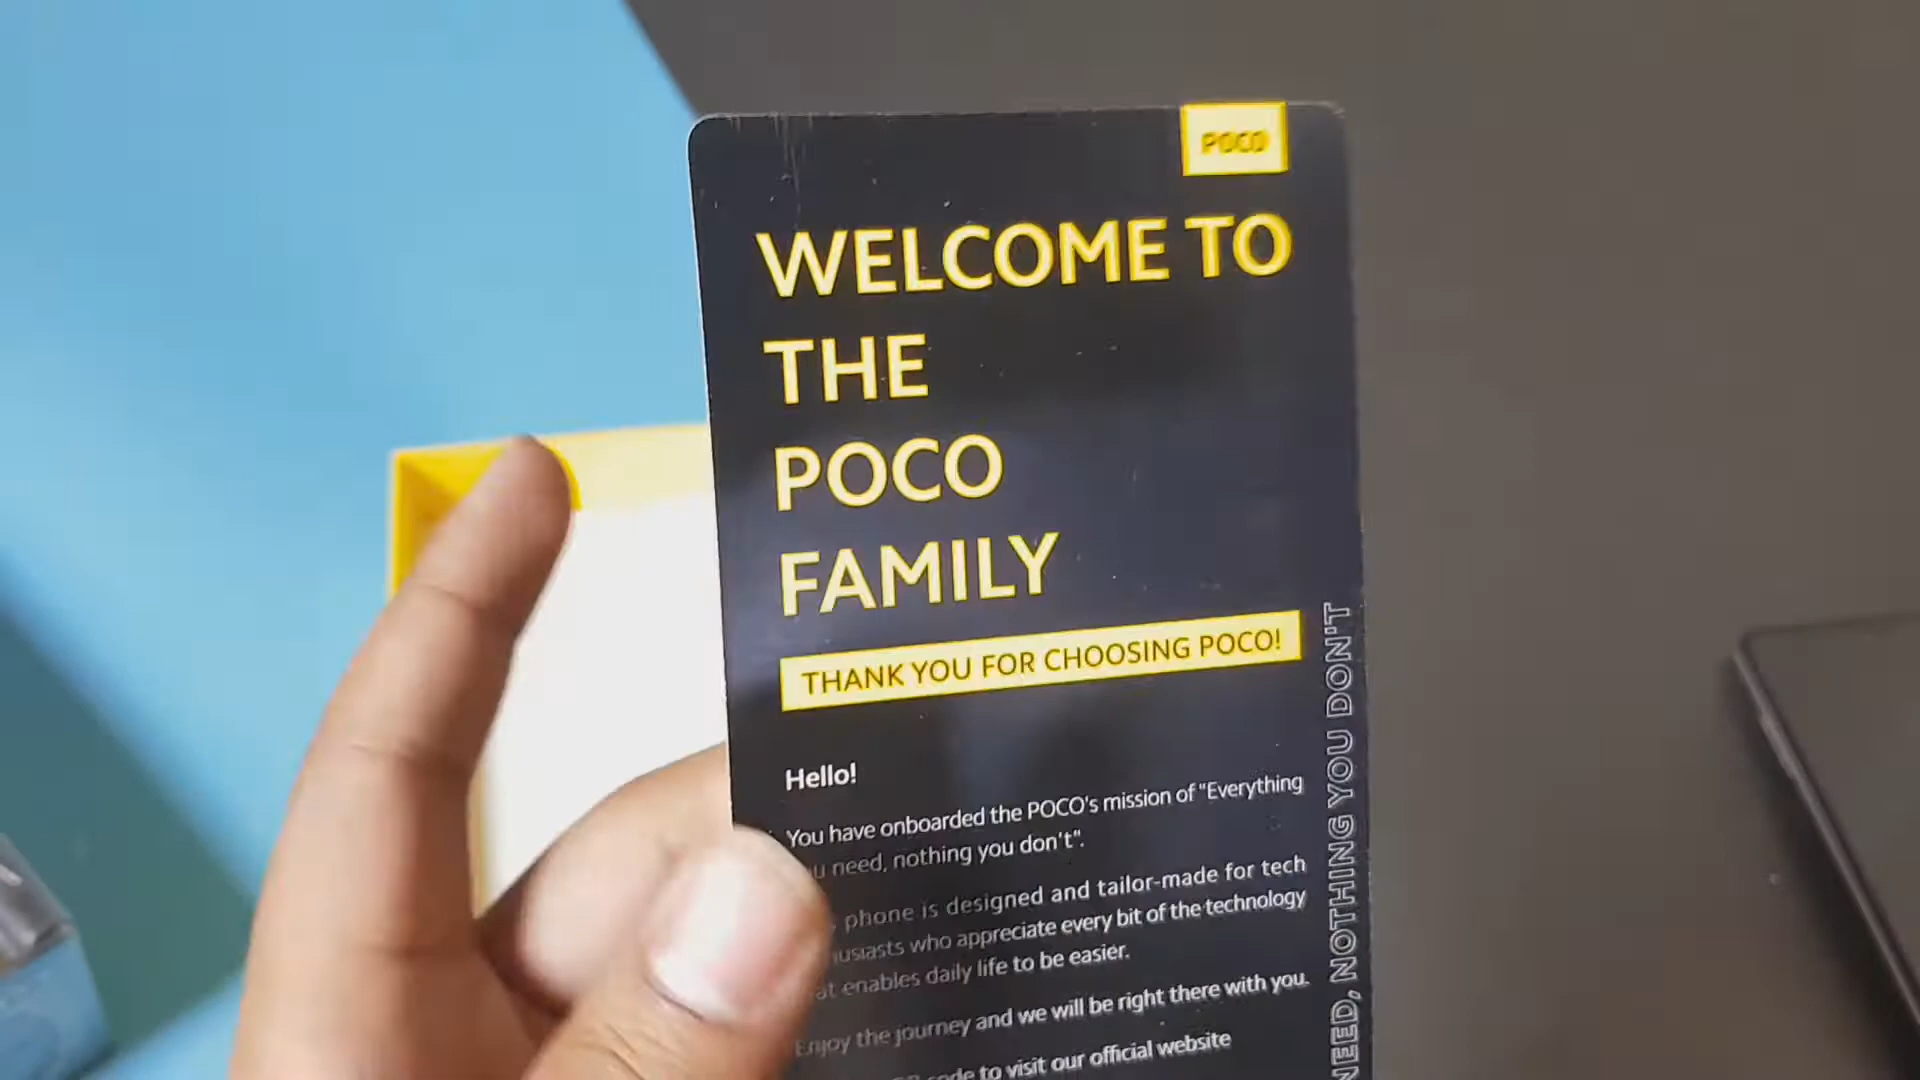 POCO
WELCOME TO
THE
POCO
FAMILY
THANK YOU FOR CHOOSING POCO!
Hello!
You have onboarded the POCO's mission of "Everything
need, nothing you don't".
phone is designed and tailor-made for tech
who appreciate every bit of the technology
enables daily life to be easier.
Enjoy the journey and we will be right there with you.
code to visit our official website
NEED, NOTHING YOU DON'T